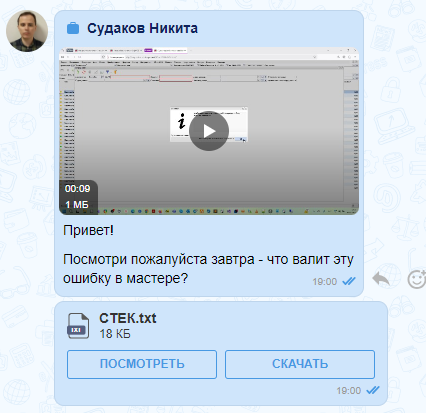 Судаков Никита
00:09
1 МБ
Привет!
Посмотри пожалуйста завтра - что валит эту
ошибку в мастере?
19:00
СТЕК.txt
TXT
18 КБ
ПОСМОТРЕТЬ
СКАЧАТЬ
19:00